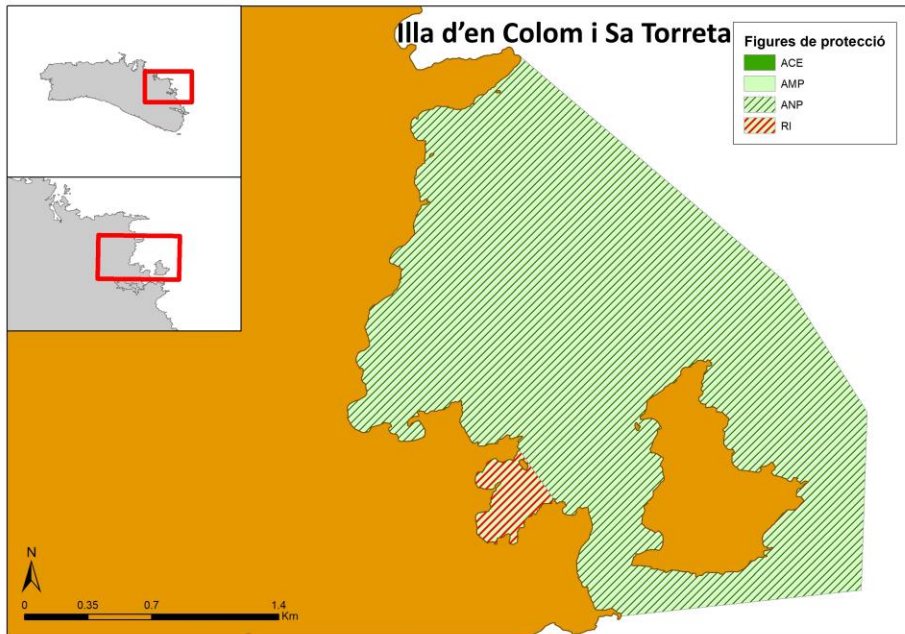 Illa d'en Colom i Sa Torreta
Figures de protecció
ACE
AMP
ANP
RI
N
0 0.35 0.7 1.4
Km